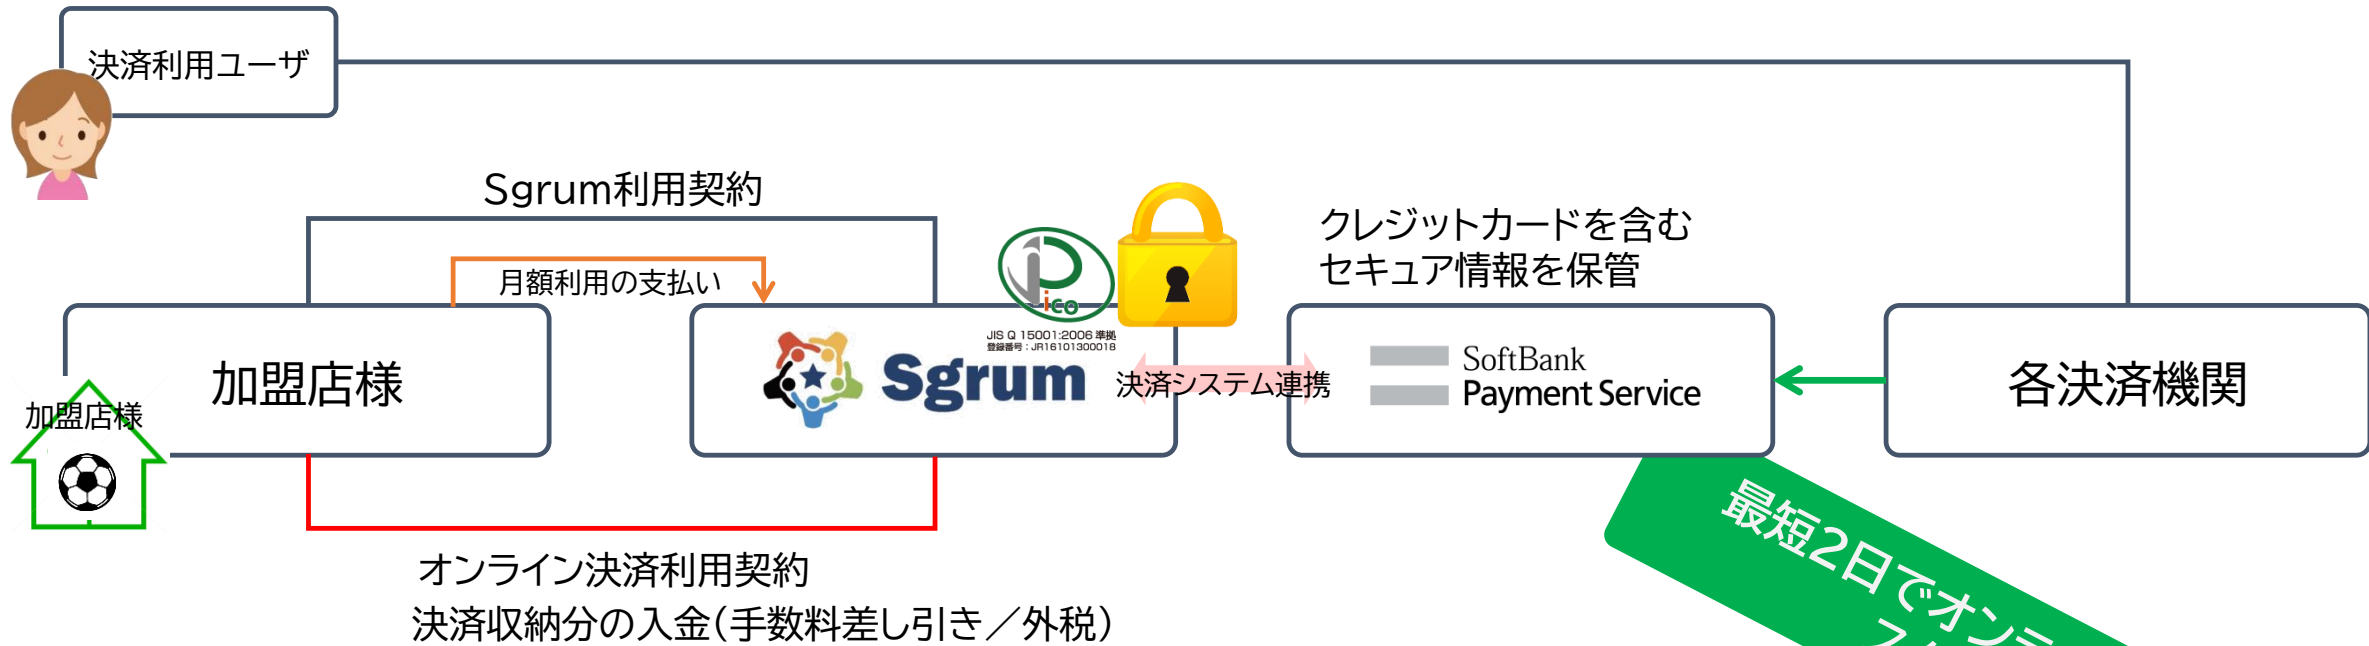 決済利用ユーザ
Sgrum利用契約
月額利用の支払い
クレジットカードを含む
セキュア情報を保管
Pico
JIS Q 15001:2006 準拠
登録番号：JR16101300018
加盟店様
加盟店様
Sgrum
決済システム連携
SoftBank
Payment Service
各決済機関
オンライン決済利用契約
決済収納分の入金(手数料差し引き／外税)
最短2日でオンラ